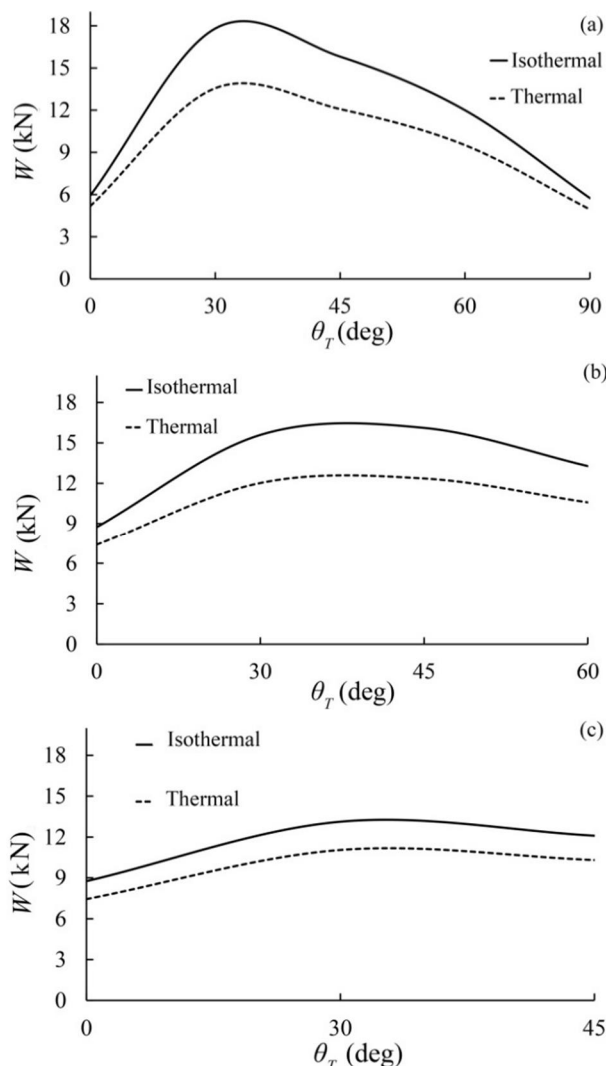 (a)
18
15
12
9
6
3
0
W (kN)
Isothermal
Thermal
0 30 45 60 90
θT (deg)
(b)
18
15
12
9
6
3
0
W (kN)
Isothermal
Thermal
0 30 45 60
θT (deg)
(c)
18
15
12
9
6
3
0
W (kN)
Isothermal
Thermal
0 30 45
θT (deg)